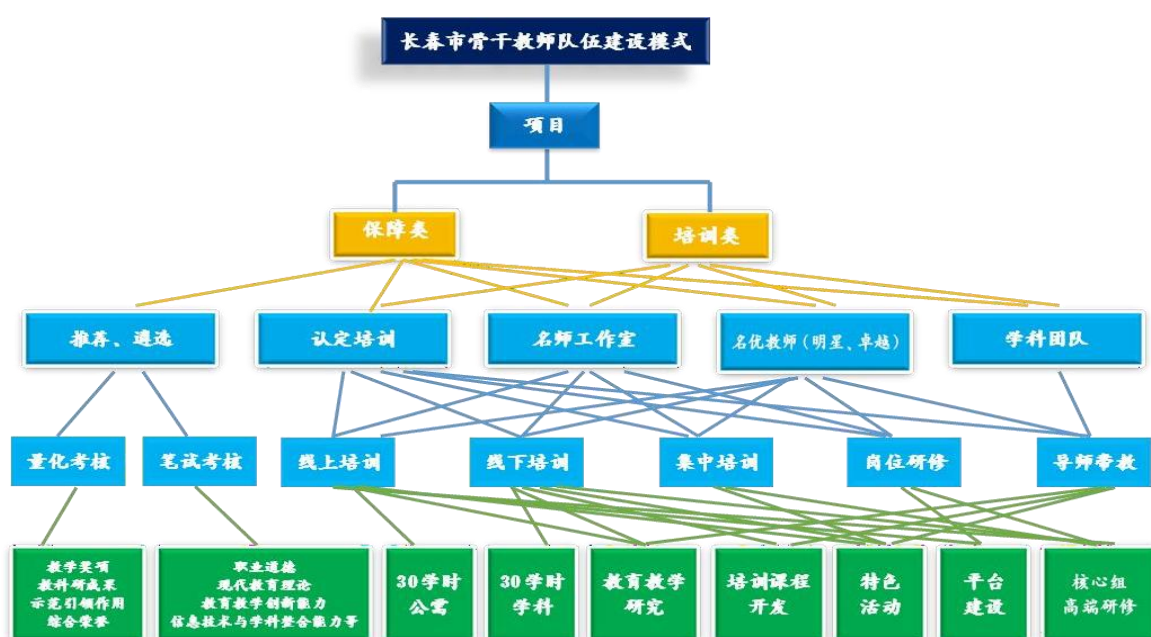 长春市骨干教师队伍建设模式
项目
保障类
培训类
推荐、遴选
认定培训
名师工作室
名优教师（明星、卓越）
学科团队
量化考核
笔试考核
线上培训
线下培训
集中培训
岗位研修
导师带教
教学奖项
教科研成果
示范引领作用
综合荣誉
职业道德
现代教育理论
教育教学创新能力
信息技术与学科整合能力等
30学时
公需
30学时
学科
教育教学
研究
培训课程
开发
特色
活动
平台
建设
核心组
高端研修